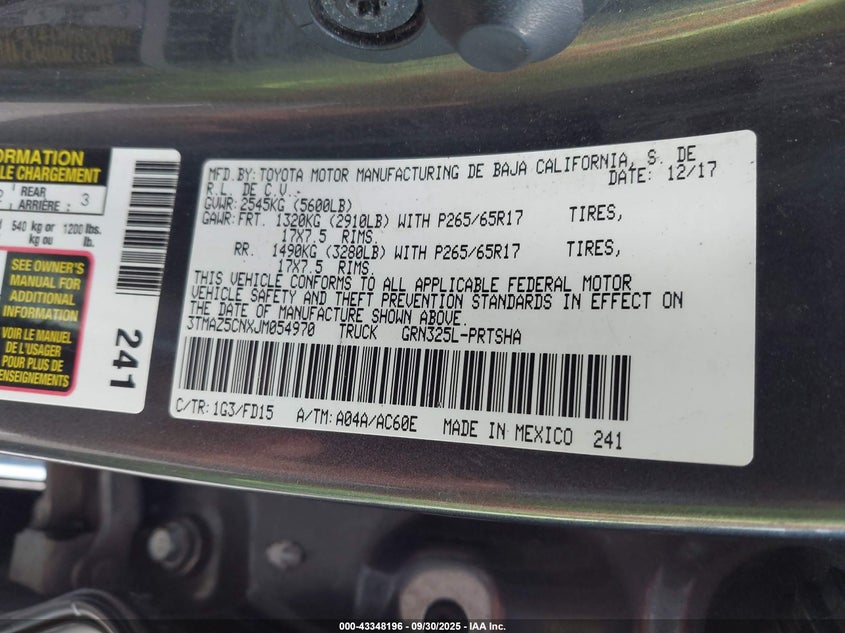 ORMATION
LE CHARGEMENT
REAR
ARRIÈRE : 3
540 kg or 1200 lbs.
kg ou lb.
SEE OWNER'S
MANUAL FOR
ADDITIONAL
INFORMATION
VOIR LE MANUEL
DE L'USAGER
POUR PLUS DE
RENSEIGNEMENTS
241
MFD.BY:TOYOTA MOTOR MANUFACTURING DE BAJA CALIFORNIA, S. DE
R.L. DE C.V.. DATE: 12/17
GVWR:2545KG (5600LB)
GAWR:FRT. 1320KG (2910LB) WITH P265/65R17 TIRES,
17X7.5 RIMS.
RR. 1490KG (3280LB) WITH P265/65R17 TIRES,
17X7.5 RIMS.
THIS VEHICLE CONFORMS TO ALL APPLICABLE FEDERAL MOTOR
VEHICLE SAFETY AND THEFT PREVENTION STANDARDS IN EFFECT ON
THE DATE OF MANUFACTURE SHOWN ABOVE.
3TMAZ5CNXJM054970 TRUCK GRN325L-PRTSHA
C/TR:1G3/FD15 A/TM:A04A/AC60E MADE IN MEXICO 241
000-43348196 - 09/30/2025 - IAA Inc.